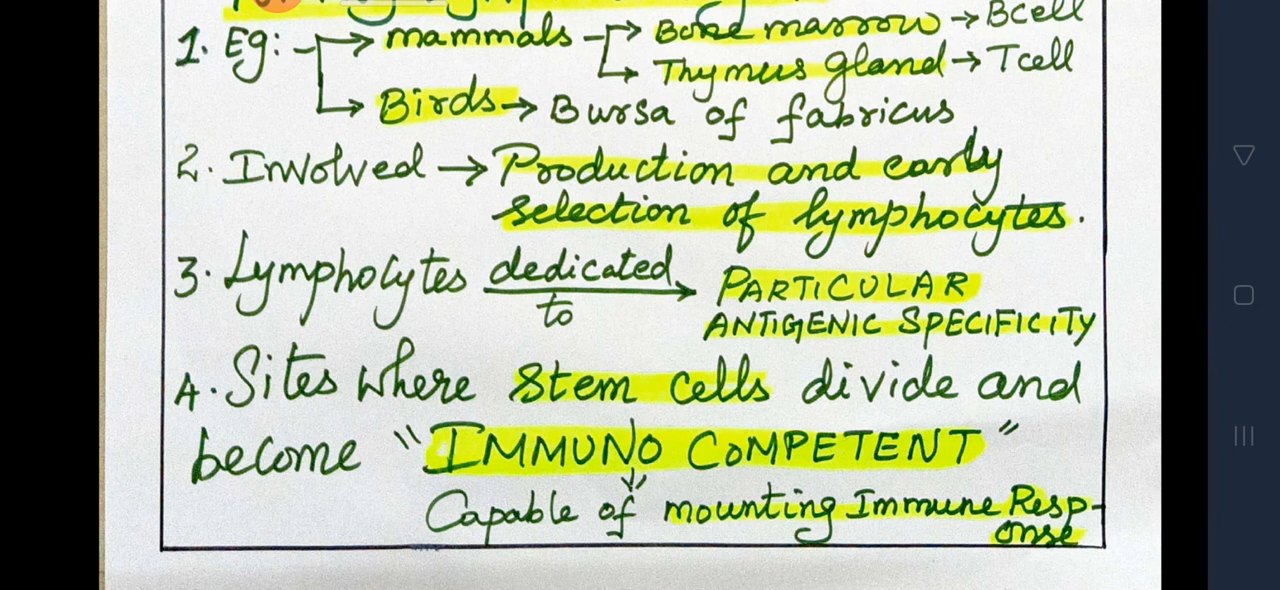 1. Eg: → mammals → Bone marrow → Bcell
→ Thymus gland → Tcell
→ Birds → Bursa of fabricus
2. Involved → Production and early
selection of lymphocytes.
3. Lymphocytes dedicated to → PARTICULAR
ANTIGENIC SPECIFICITY
4. Sites where stem cells divide and
become "IMMUNO COMPETENT"
Capable of mounting Immune Resp-
onse